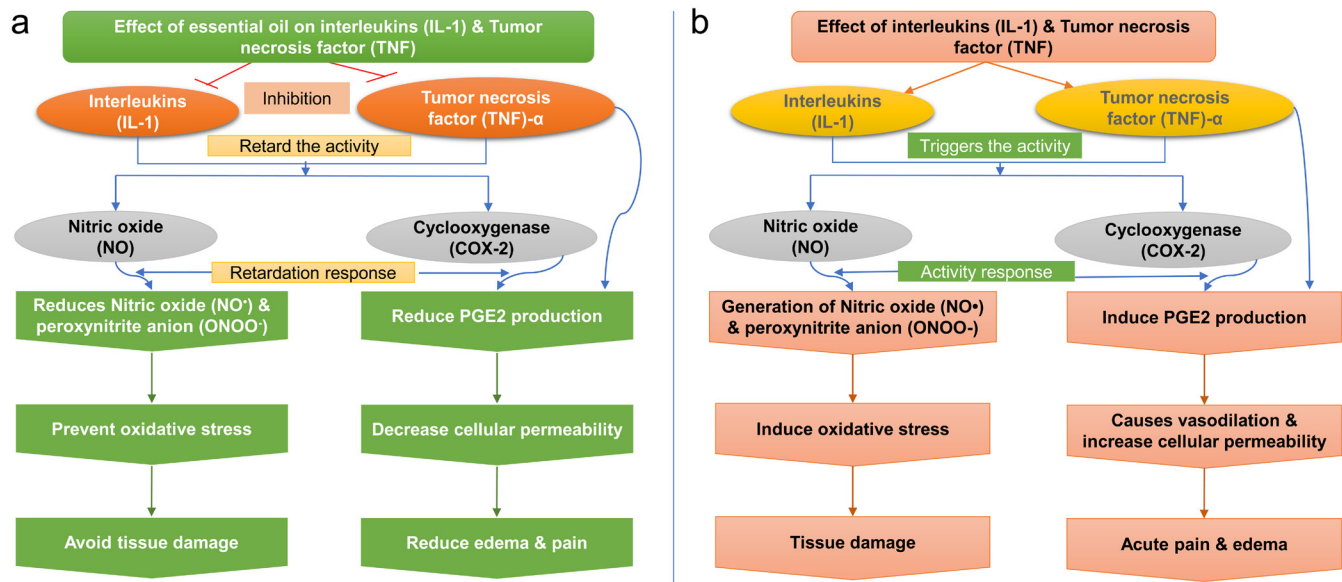 a
Effect of essential oil on interleukins (IL-1) & Tumor
necrosis factor (TNF)
Interleukins
(IL-1)
Inhibition
Tumor necrosis
factor (TNF)-α
Retard the activity
Nitric oxide
(NO)
Cyclooxygenase
(COX-2)
Retardation response
Reduces Nitric oxide (NO•) &
peroxynitrite anion (ONOO-)
Reduce PGE2 production
Prevent oxidative stress
Decrease cellular permeability
Avoid tissue damage
Reduce edema & pain
b
Effect of interleukins (IL-1) & Tumor necrosis
factor (TNF)
Interleukins
(IL-1)
Tumor necrosis
factor (TNF)-α
Triggers the activity
Nitric oxide
(NO)
Cyclooxygenase
(COX-2)
Activity response
Generation of Nitric oxide (NO•)
& peroxynitrite anion (ONOO-)
Induce PGE2 production
Induce oxidative stress
Causes vasodilation &
increase cellular permeability
Tissue damage
Acute pain & edema